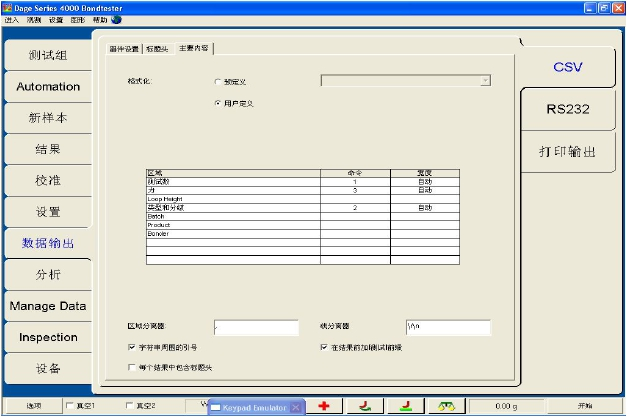 Dage Series 4000 Bondtester
进入 观测 设置 图形 帮助
测试组
Automation
新样本
结果
校准
设置
数据输出
分析
Manage Data
Inspection
设备
器件设置 标题头 主要内容
格式化:
预定义
用户定义
区域 命令 宽度
测试数 1 自动
力 3 自动
Loop Height
类型和分级 2 自动
Batch
Product
Bonder
区域分离器: ,
线分离器 \r\n
字符串周围的引号
在结果前加测试前缀
每个结果中包含标题头
CSV
RS232
打印输出
选项 真空1 真空2
Keypad Emulator
0.00 g 开始